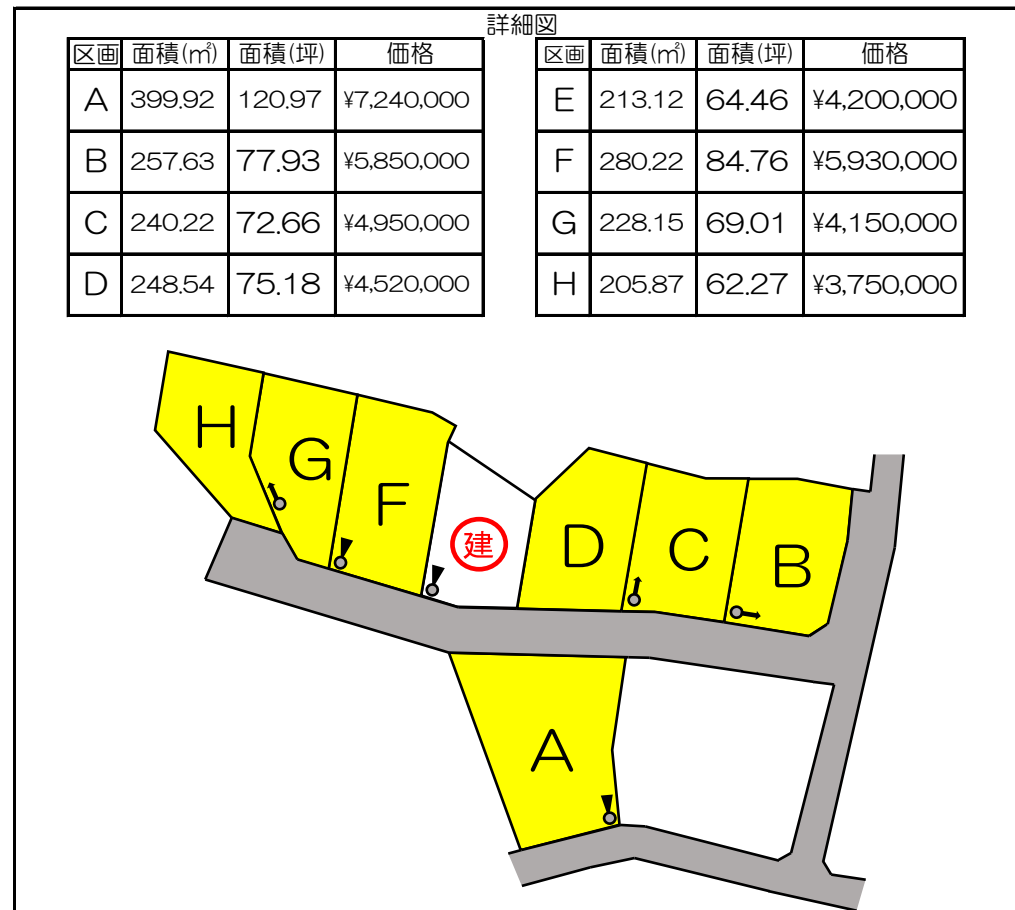 詳細図
区画 面積(㎡) 面積(坪) 価格
A 399.92 120.97 ¥7,240,000
B 257.63 77.93 ¥5,850,000
C 240.22 72.66 ¥4,950,000
D 248.54 75.18 ¥4,520,000
区画 面積(㎡) 面積(坪) 価格
E 213.12 64.46 ¥4,200,000
F 280.22 84.76 ¥5,930,000
G 228.15 69.01 ¥4,150,000
H 205.87 62.27 ¥3,750,000
H
G
F
建
D
C
B
A